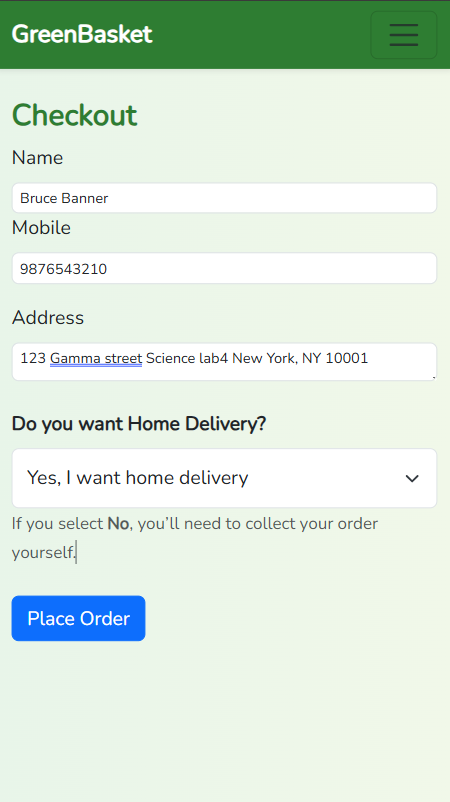 GreenBasket
Checkout
Name
Bruce Banner
Mobile
9876543210
Address
123 Gamma street Science lab4 New York, NY 10001
Do you want Home Delivery?
Yes, I want home delivery
If you select No, you’ll need to collect your order
yourself.
Place Order